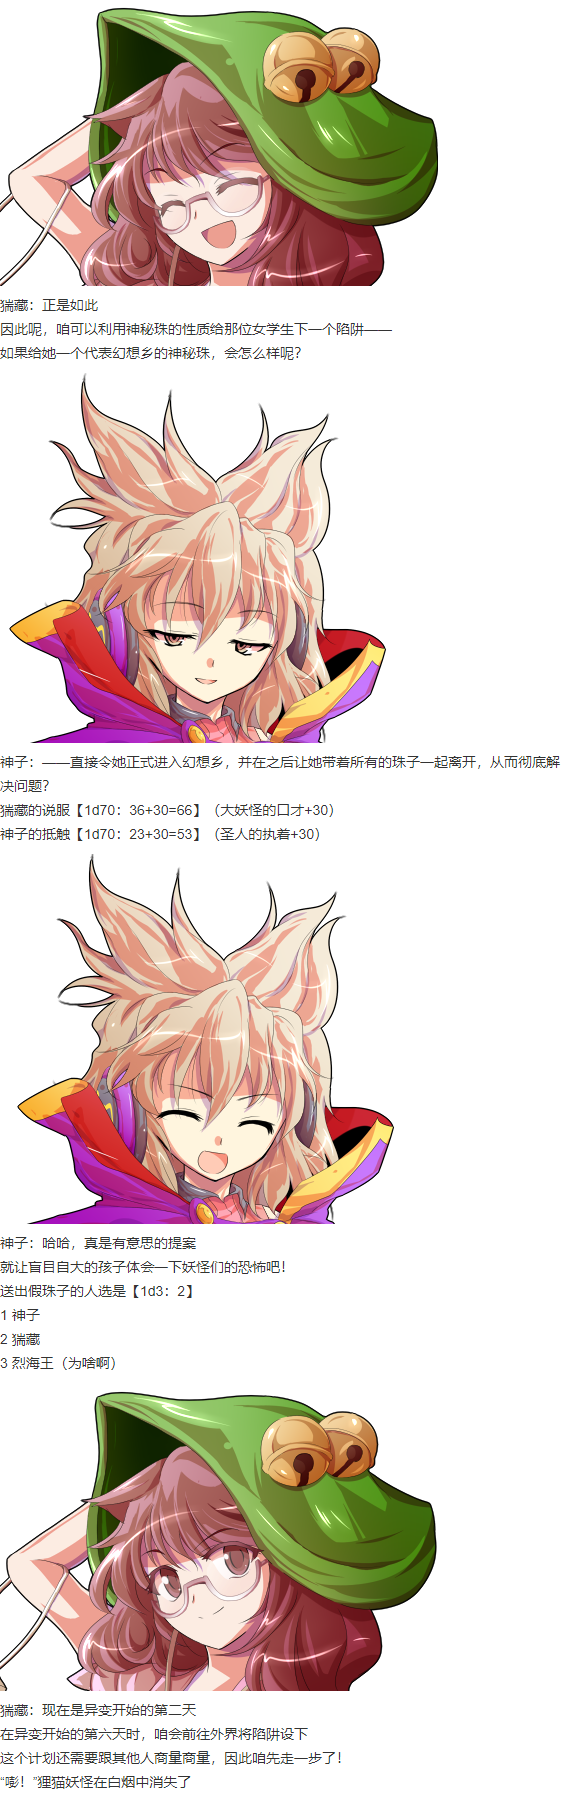 猯藏：正是如此
因此呢，咱可以利用神秘珠的性质给那位女学生下一个陷阱——
如果给她一个代表幻想乡的神秘珠，会怎么样呢？
神子：——直接令她正式进入幻想乡，并在之后让她带着所有的珠子一起离开，从而彻底解
决问题？
猯藏的说服【1d70：36+30=66】（大妖怪的口才+30）
神子的抵触【1d70：23+30=53】（圣人的执着+30）
神子：哈哈，真是有意思的提案
就让盲目自大的孩子体会一下妖怪们的恐怖吧！
送出假珠子的人选是【1d3：2】
1 神子
2 猯藏
3 烈海王（为啥啊）
猯藏：现在是异变开始的第二天
在异变开始的第六天时，咱会前往外界将陷阱设下
这个计划还需要跟其他人商量商量，因此咱先走一步了！
“嘭！”狸猫妖怪在白烟中消失了